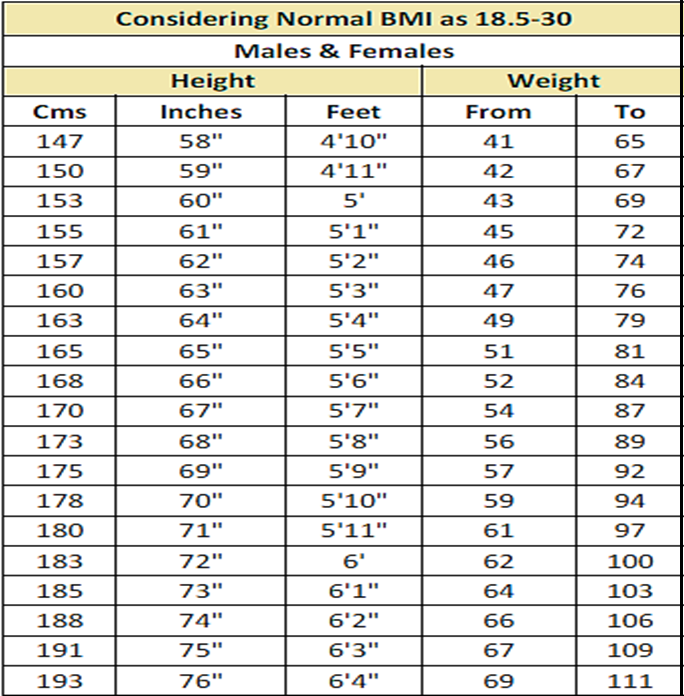 Considering Normal BMI as 18.5-30
Males & Females
Height Weight
Cms Inches Feet From To
147 58" 4'10" 41 65
150 59" 4'11" 42 67
153 60" 5' 43 69
155 61" 5'1" 45 72
157 62" 5'2" 46 74
160 63" 5'3" 47 76
163 64" 5'4" 49 79
165 65" 5'5" 51 81
168 66" 5'6" 52 84
170 67" 5'7" 54 87
173 68" 5'8" 56 89
175 69" 5'9" 57 92
178 70" 5'10" 59 94
180 71" 5'11" 61 97
183 72" 6' 62 100
185 73" 6'1" 64 103
188 74" 6'2" 66 106
191 75" 6'3" 67 109
193 76" 6'4" 69 111